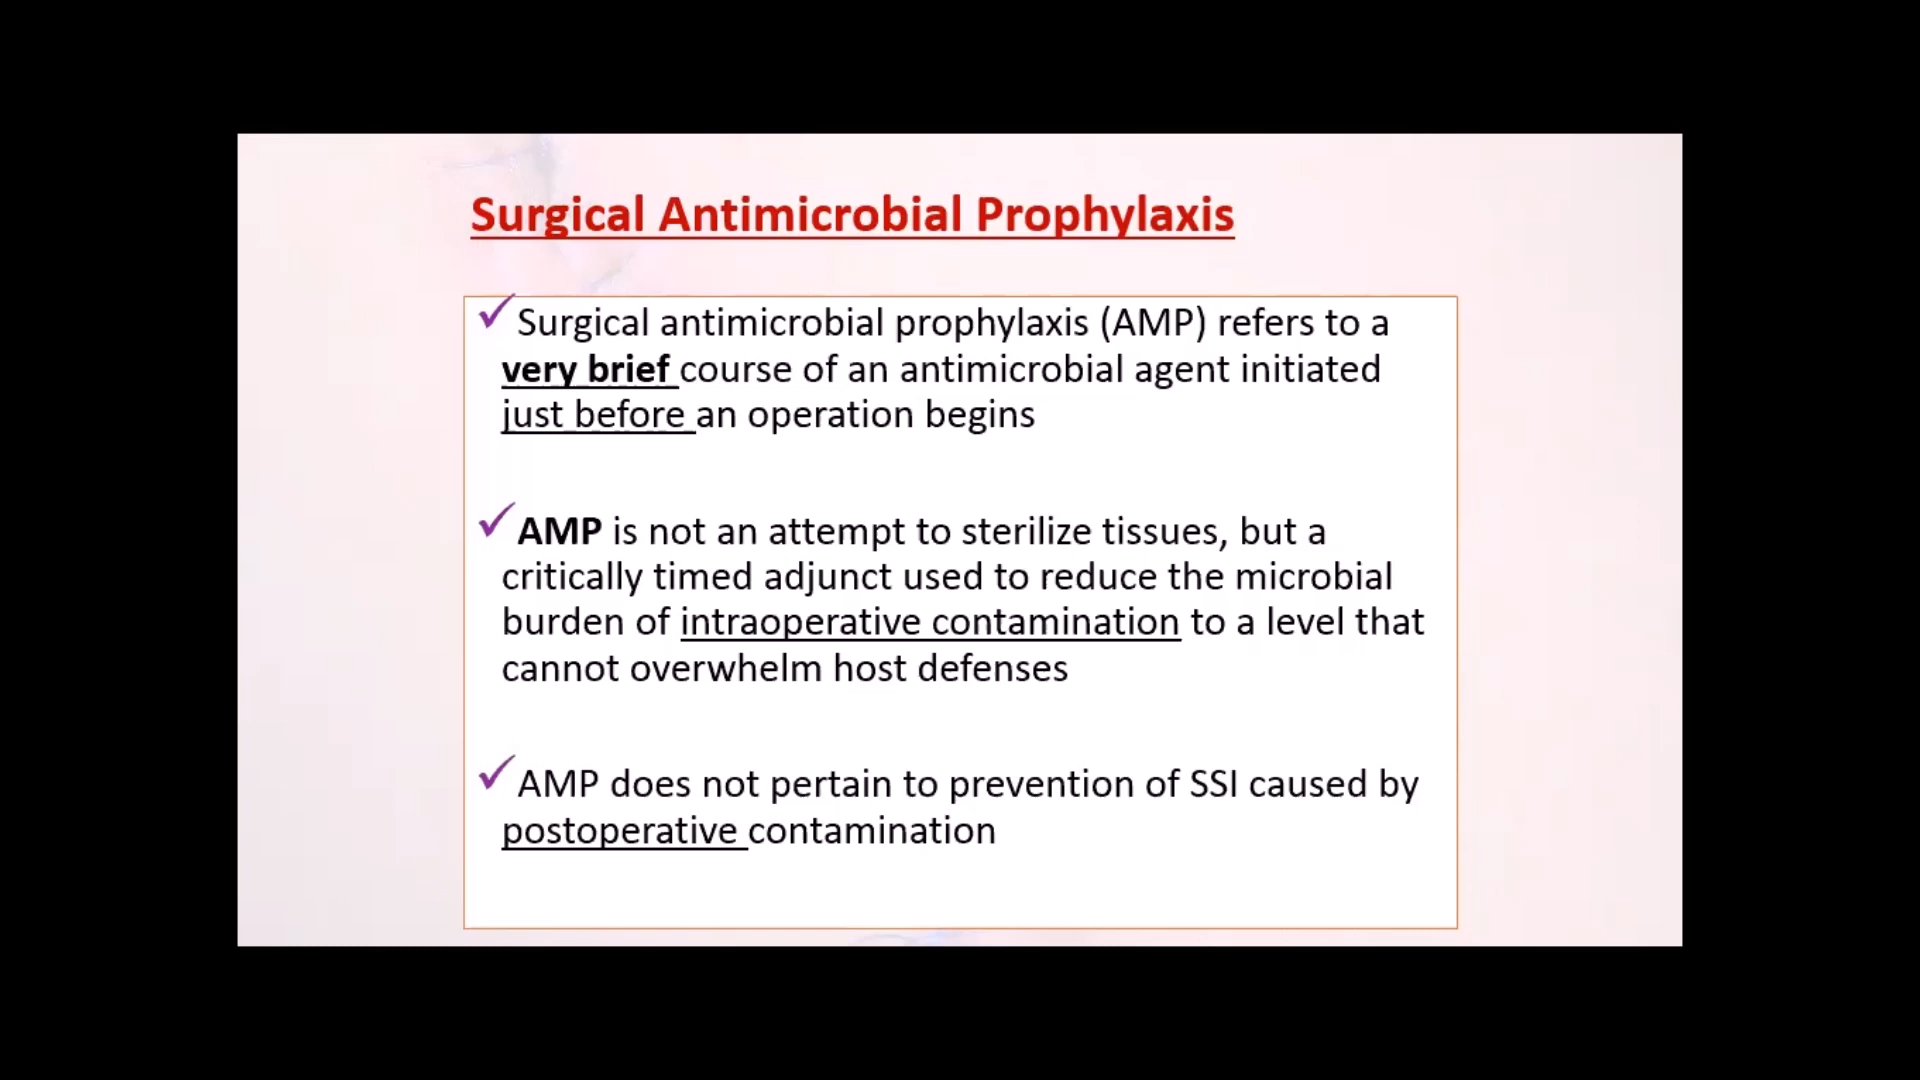 Surgical Antimicrobial Prophylaxis
✓Surgical antimicrobial prophylaxis (AMP) refers to a
very brief course of an antimicrobial agent initiated
just before an operation begins
✓AMP is not an attempt to sterilize tissues, but a
critically timed adjunct used to reduce the microbial
burden of intraoperative contamination to a level that
cannot overwhelm host defenses
✓AMP does not pertain to prevention of SSI caused by
postoperative contamination